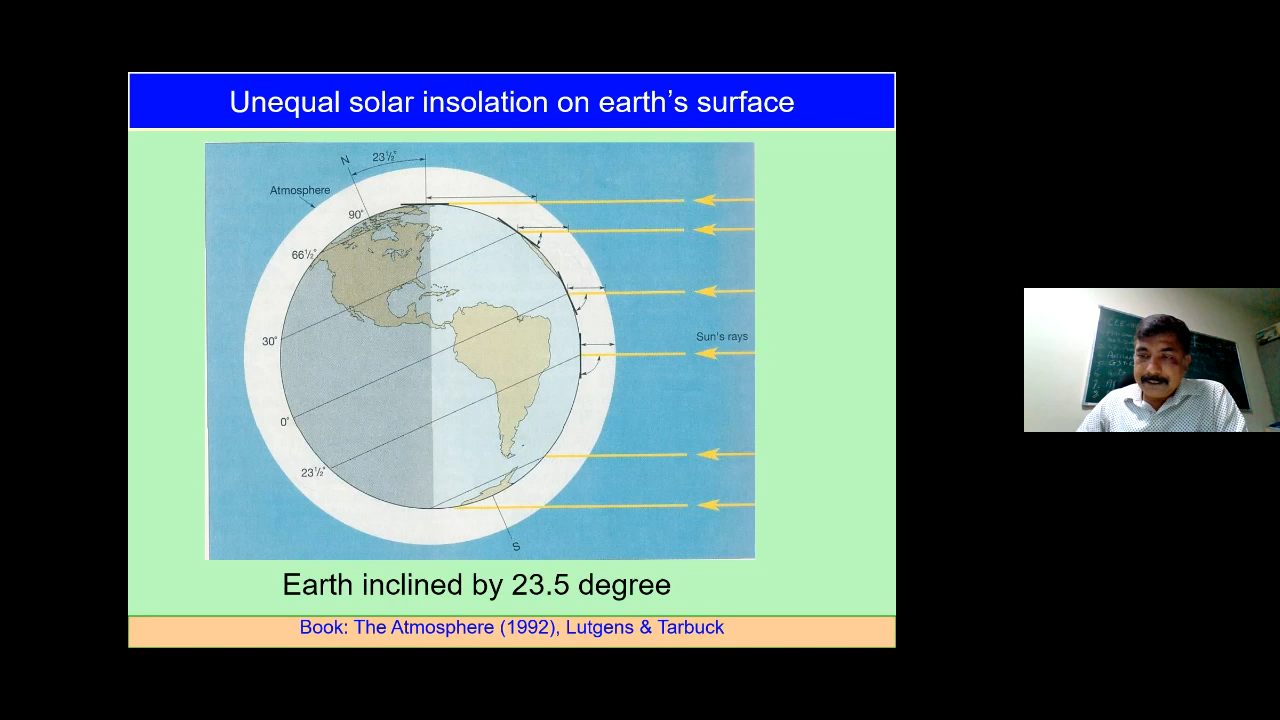 Unequal solar insolation on earth's surface
N
23½°
Atmosphere
90°
66½°
30°
Sun's rays
0°
23½°
S
Earth inclined by 23.5 degree
Book: The Atmosphere (1992), Lutgens & Tarbuck